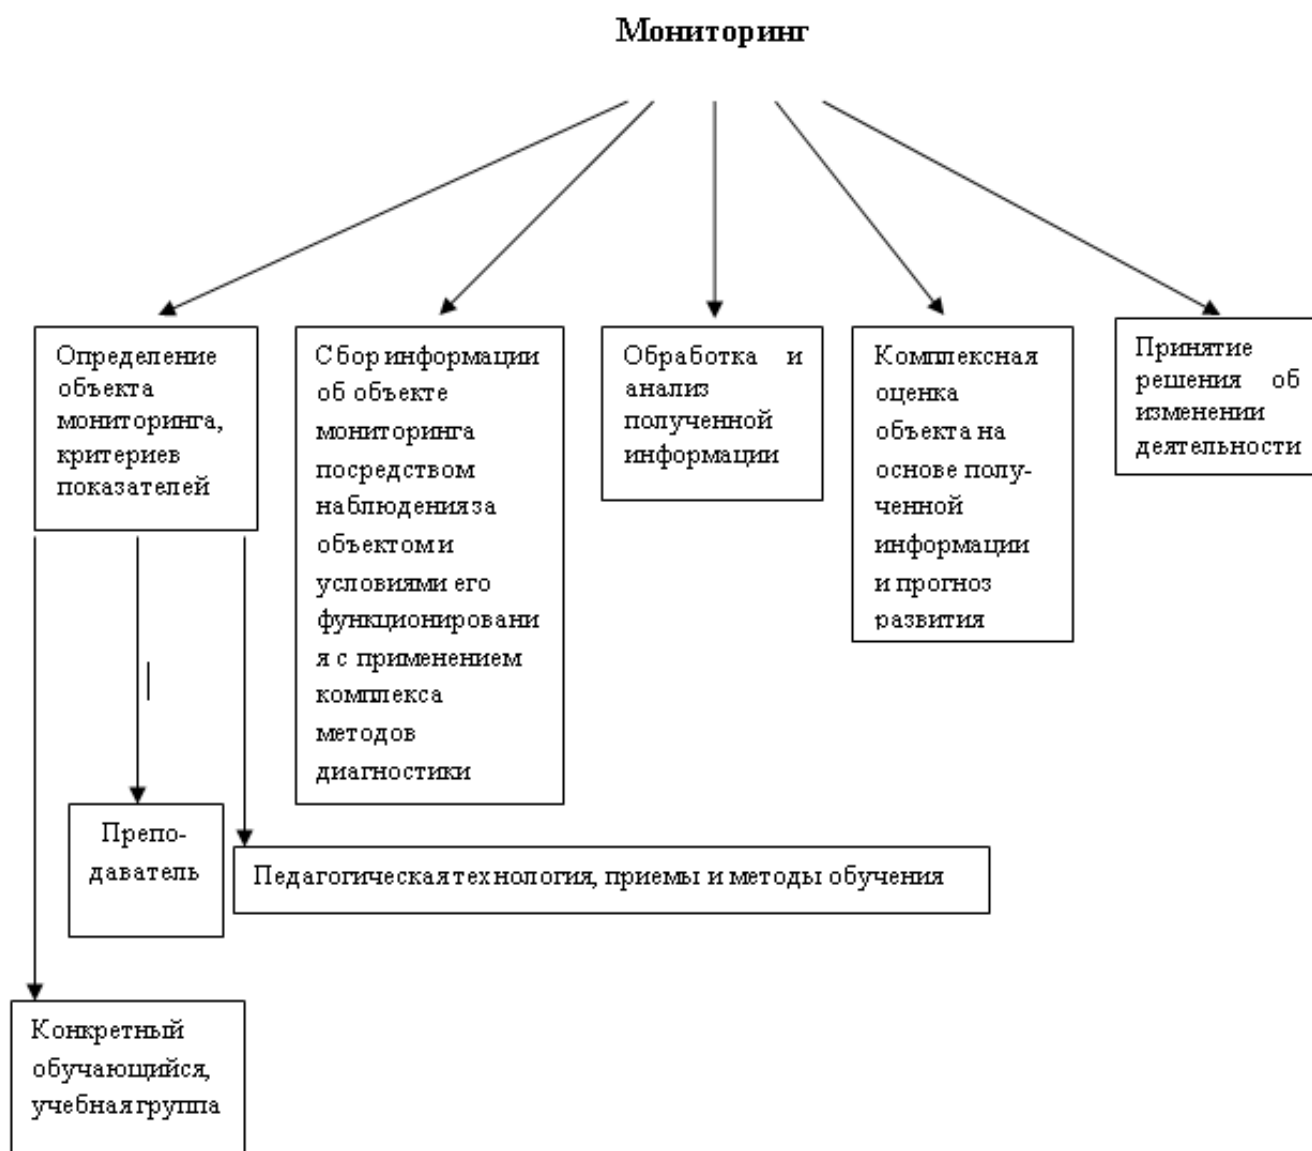 Мониторинг
Определение
объекта
мониторинга,
критериев
показателей
Сбор информации
об объекте
мониторинга
посредством
наблюдения за
объектом и
условиями его
функционировани
я с применением
комплекса
методов
диагностики
Обработка и
анализ
полученной
информации
Комплексная
оценка
объекта на
основе полу-
ченной
информации
и прогноз
развития
Принятие
решения об
изменении
деятельности
Препо-
даватель
Педагогическая технология, приемы и методы обучения
Конкретный
обучающийся,
учебная группа